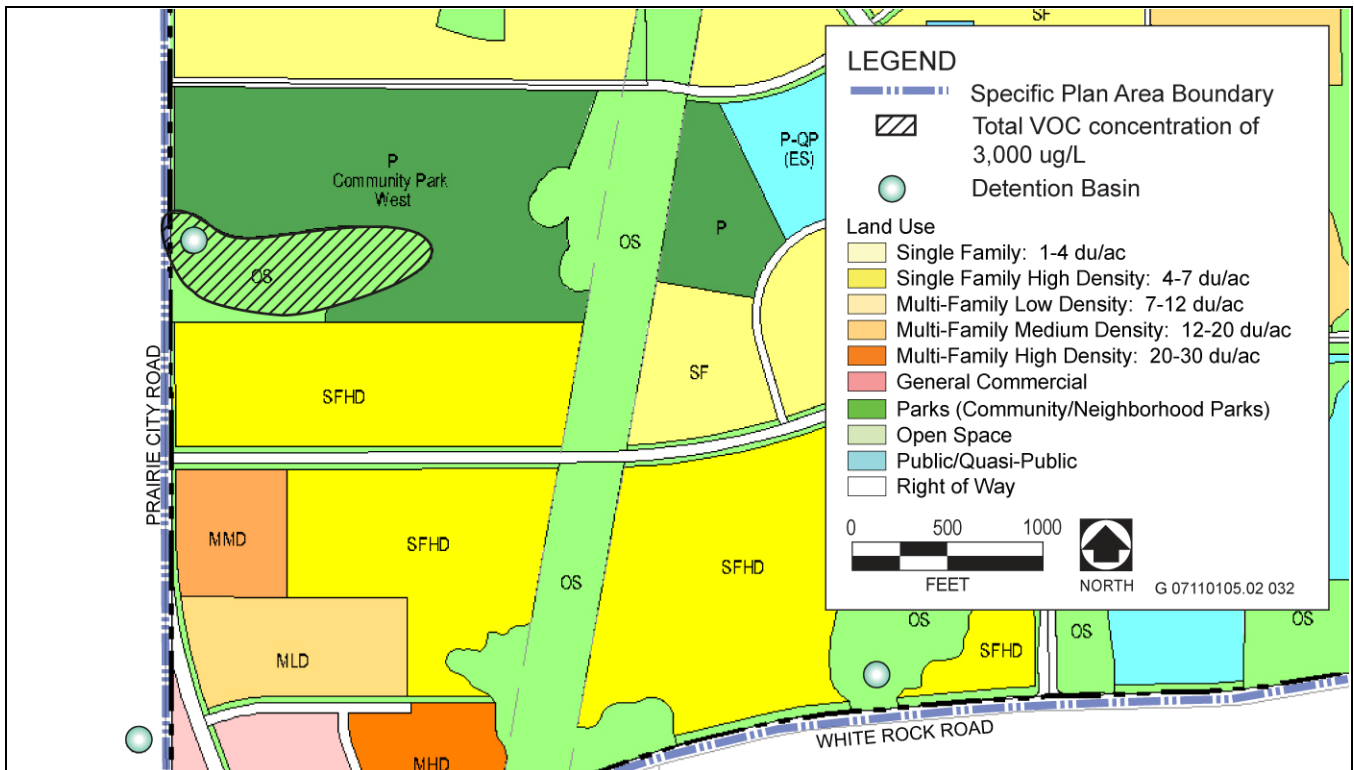 SF
LEGEND
Specific Plan Area Boundary
Total VOC concentration of
3,000 ug/L
Detention Basin
Land Use
Single Family: 1-4 du/ac
Single Family High Density: 4-7 du/ac
Multi-Family Low Density: 7-12 du/ac
Multi-Family Medium Density: 12-20 du/ac
Multi-Family High Density: 20-30 du/ac
General Commercial
Parks (Community/Neighborhood Parks)
Open Space
Public/Quasi-Public
Right of Way
0 500 1000
FEET
NORTH
G 07110105.02 032
P-QP
(ES)
P
Community Park
West
P
OS
OS
PRAIRIE CITY ROAD
SFHD
SF
MMD
SFHD
SFHD
OS
OS
SFHD
OS
OS
MLD
WHITE ROCK ROAD
MHD